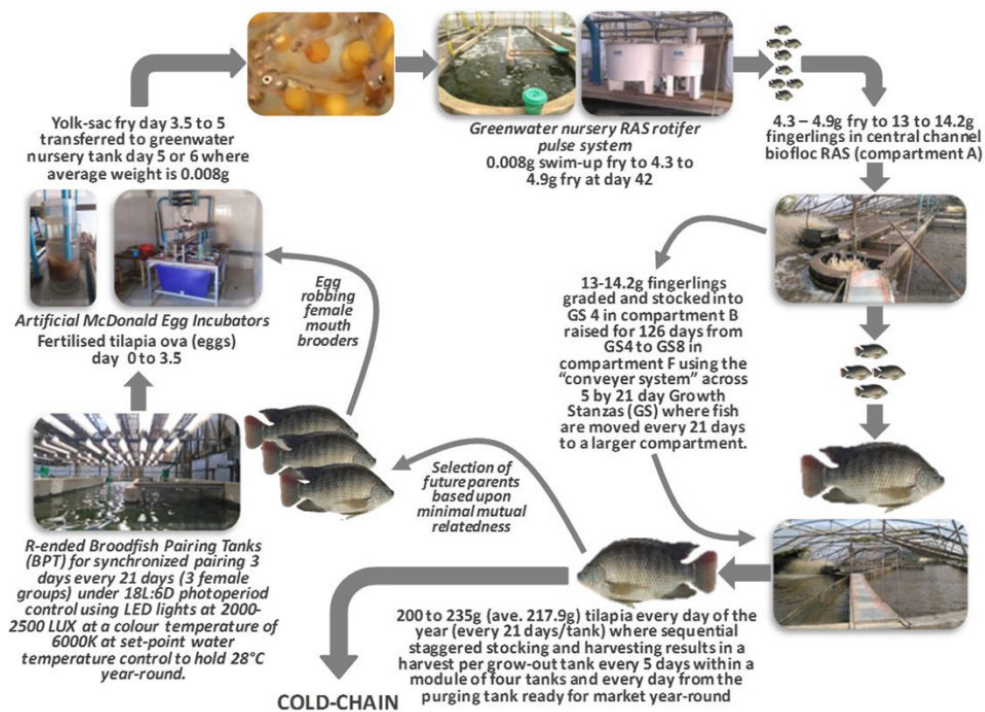 Yolk-sac fry day 3.5 to 5
transferred to greenwater
nursery tank day 5 or 6 where
average weight is 0.008g
Greenwater nursery RAS rotifer
pulse system
0.008g swim-up fry to 4.3 to
4.9g fry at day 42
4.3 – 4.9g fry to 13 to 14.2g
fingerlings in central channel
biofloc RAS (compartment A)
Artificial McDonald Egg Incubators
Fertilised tilapia ova (eggs)
day 0 to 3.5
Egg
robbing
female
mouth
brooders
13-14.2g fingerlings
graded and stocked into
GS 4 in compartment B
raised for 126 days from
GS4 to GS8 in
compartment F using the
“conveyer system” across
5 by 21 day Growth
Stanzas (GS) where fish
are moved every 21 days
to a larger compartment.
Selection of
future parents
based upon
minimal mutual
relatedness
R-ended Broodfish Pairing Tanks
(BPT) for synchronized pairing 3
days every 21 days (3 female
groups) under 18L:6D photoperiod
control using LED lights at 2000-
2500 LUX at a colour temperature of
6000K at set-point water
temperature control to hold 28°C
year-round.
200 to 235g (ave. 217.9g) tilapia every day of the
year (every 21 days/tank) where sequential
staggered stocking and harvesting results in a
harvest per grow-out tank every 5 days within a
module of four tanks and every day from the
purging tank ready for market year-round
COLD-CHAIN